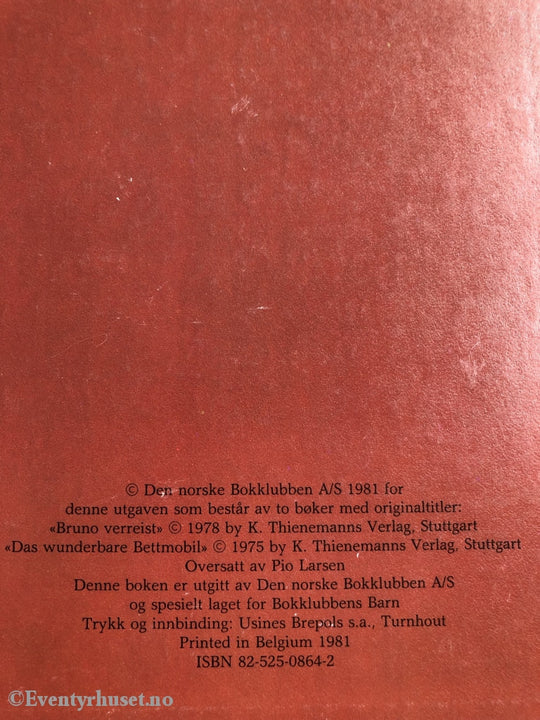 © Den norske Bokklubben A/S 1981 for
denne utgaven som består av to bøker med originaltitler:
«Bruno verreist» © 1978 by K. Thienemanns Verlag, Stuttgart
«Das wunderbare Bettmobil» © 1975 by K. Thienemanns Verlag, Stuttgart
Oversatt av Pio Larsen
Denne boken er utgitt av Den norske Bokklubben A/S
og spesielt laget for Bokklubbens Barn
Trykk og innbinding: Usines Brepols s.a., Turnhout
Printed in Belgium 1981
ISBN 82-525-0864-2
©Eventyrhuset.no